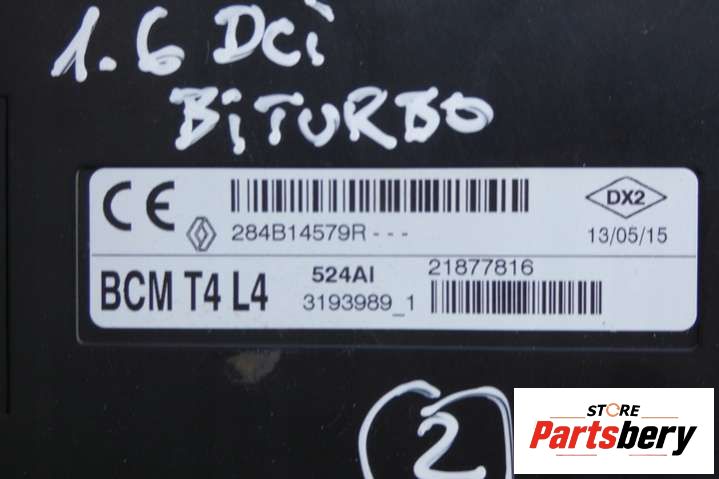 1.6 DCi
BiTURBO
CE
284B14579R - - -
DX2
13/05/15
BCM T4 L4
524AI
3193989_1
21877816
2
STORE
Partsbery